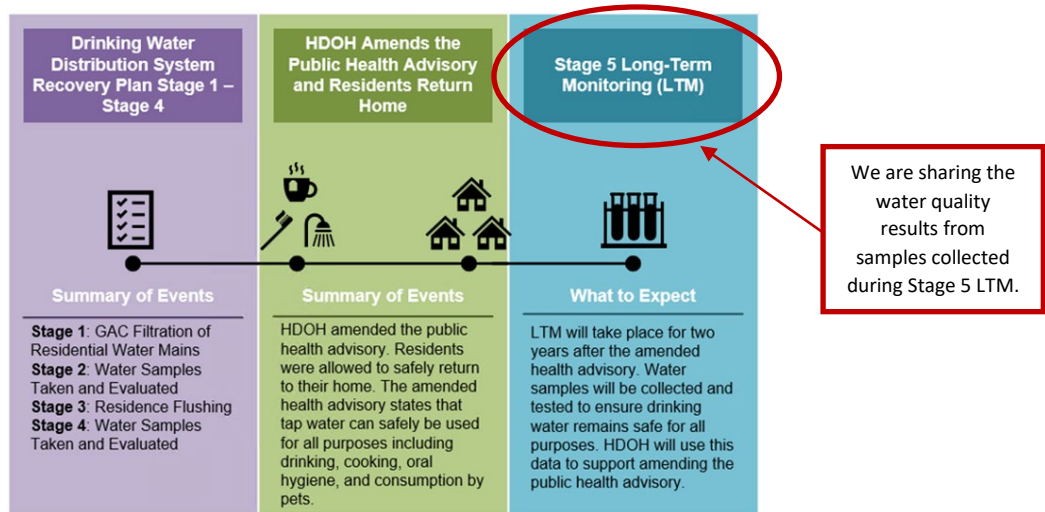 Drinking Water
Distribution System
Recovery Plan Stage 1 –
Stage 4
Summary of Events
Stage 1: GAC Filtration of
Residential Water Mains
Stage 2: Water Samples
Taken and Evaluated
Stage 3: Residence Flushing
Stage 4: Water Samples
Taken and Evaluated
HDOH Amends the
Public Health Advisory
and Residents Return
Home
Summary of Events
HDOH amended the public
health advisory. Residents
were allowed to safely return
to their home. The amended
health advisory states that
tap water can safely be used
for all purposes including
drinking, cooking, oral
hygiene, and consumption by
pets.
Stage 5 Long-Term
Monitoring (LTM)
What to Expect
LTM will take place for two
years after the amended
health advisory. Water
samples will be collected and
tested to ensure drinking
water remains safe for all
purposes. HDOH will use this
data to support amending the
public health advisory.
We are sharing the
water quality
results from
samples collected
during Stage 5 LTM.